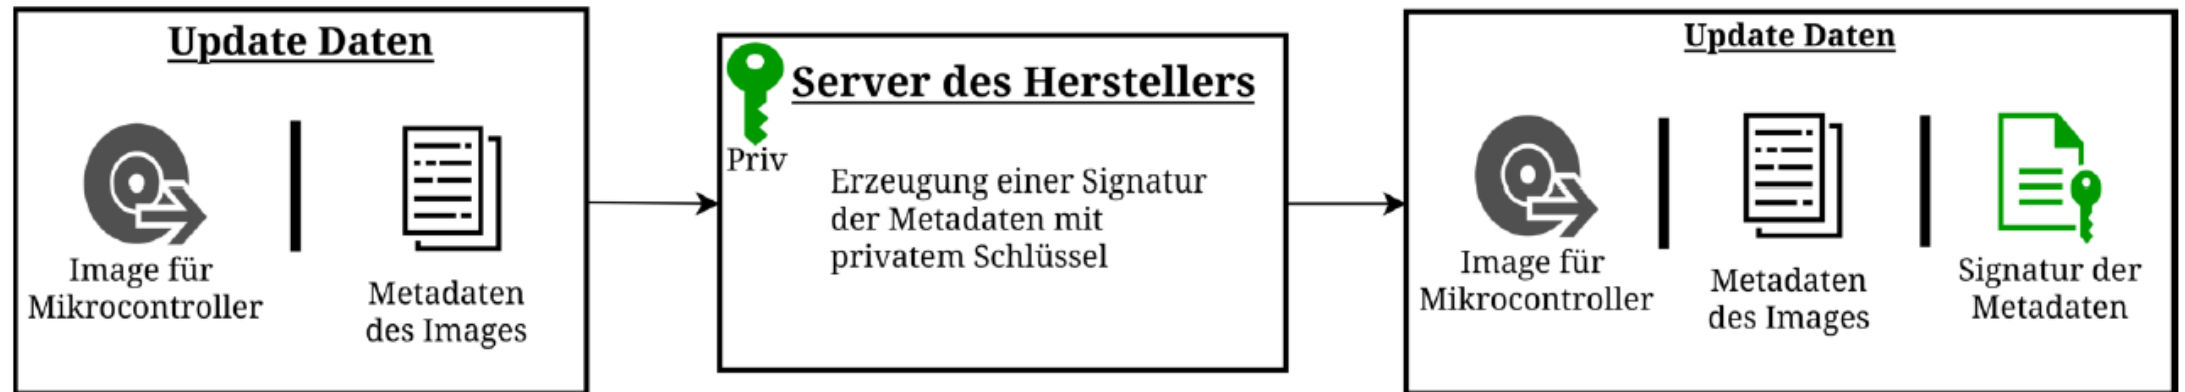 Update Daten
Image für
Mikrocontroller
Metadaten
des Images
Server des Herstellers
Priv
Erzeugung einer Signatur
der Metadaten mit
privatem Schlüssel
Update Daten
Image für
Mikrocontroller
Metadaten
des Images
Signatur der
Metadaten